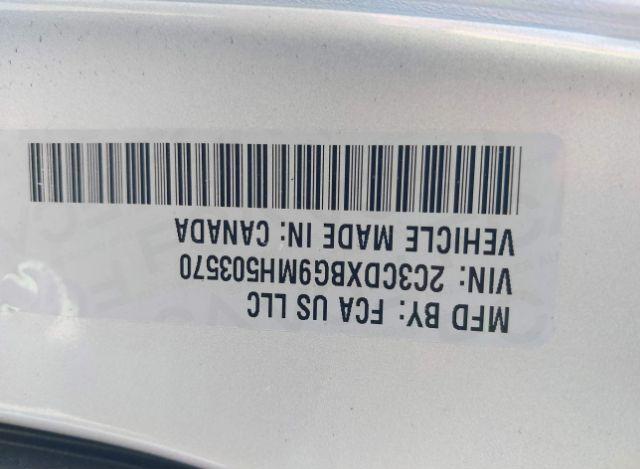 MFD BY: FCA US LLC
VIN: 2C3CDXBG9MH503570
VEHICLE MADE IN: CANADA